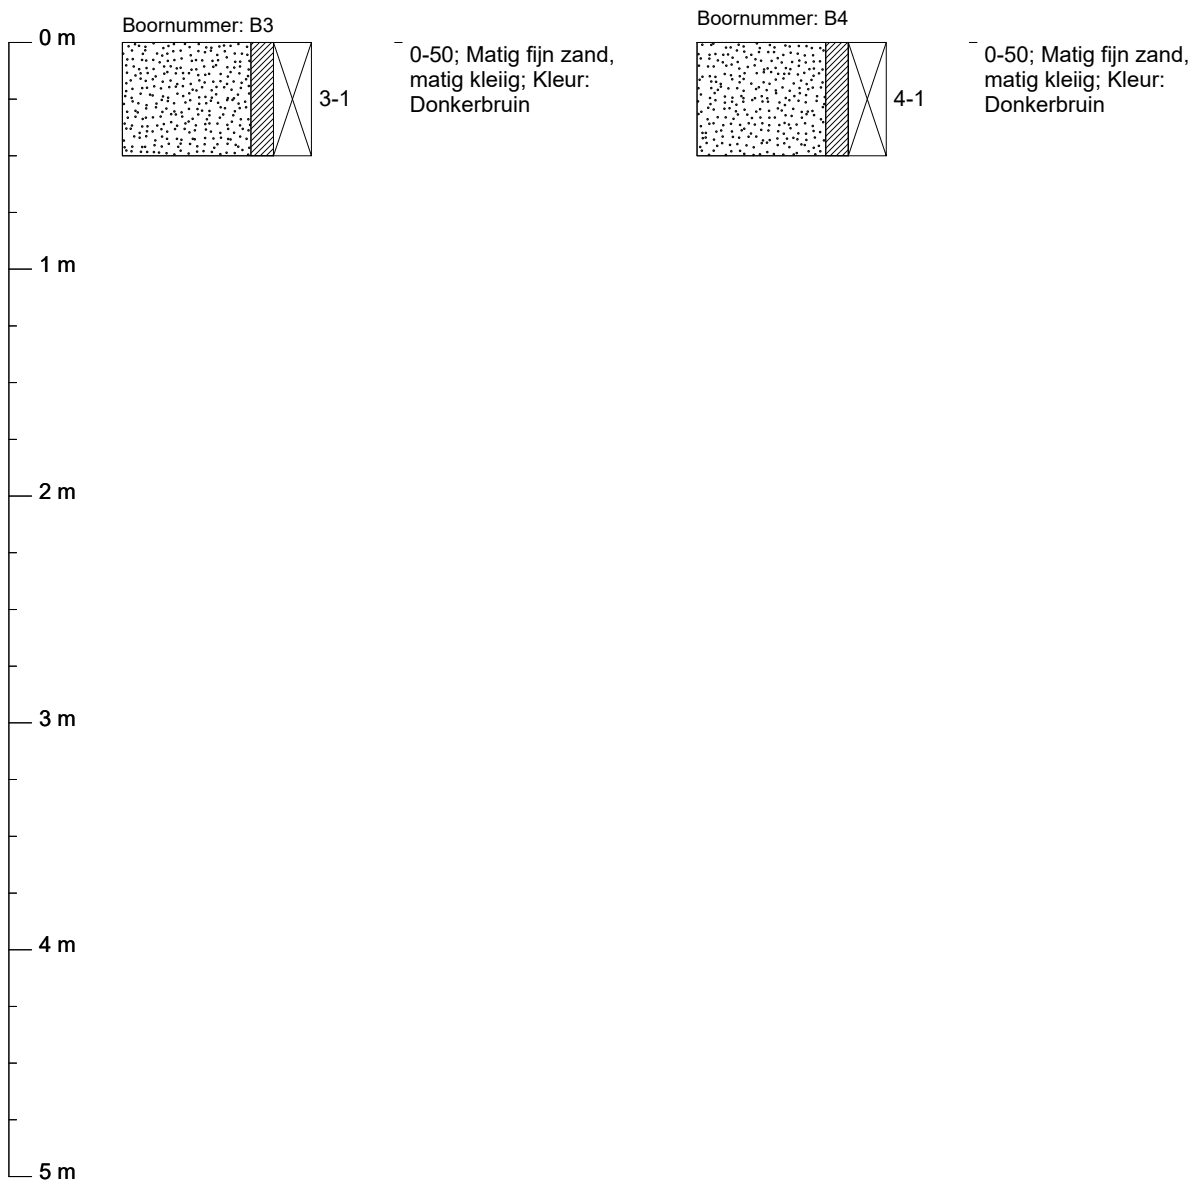 Boornummer: B3
Boornummer: B4
0 m
0-50; Matig fijn zand,
matig kleiig; Kleur:
Donkerbruin
3-1
0-50; Matig fijn zand,
matig kleiig; Kleur:
Donkerbruin
4-1
1 m
2 m
3 m
4 m
5 m